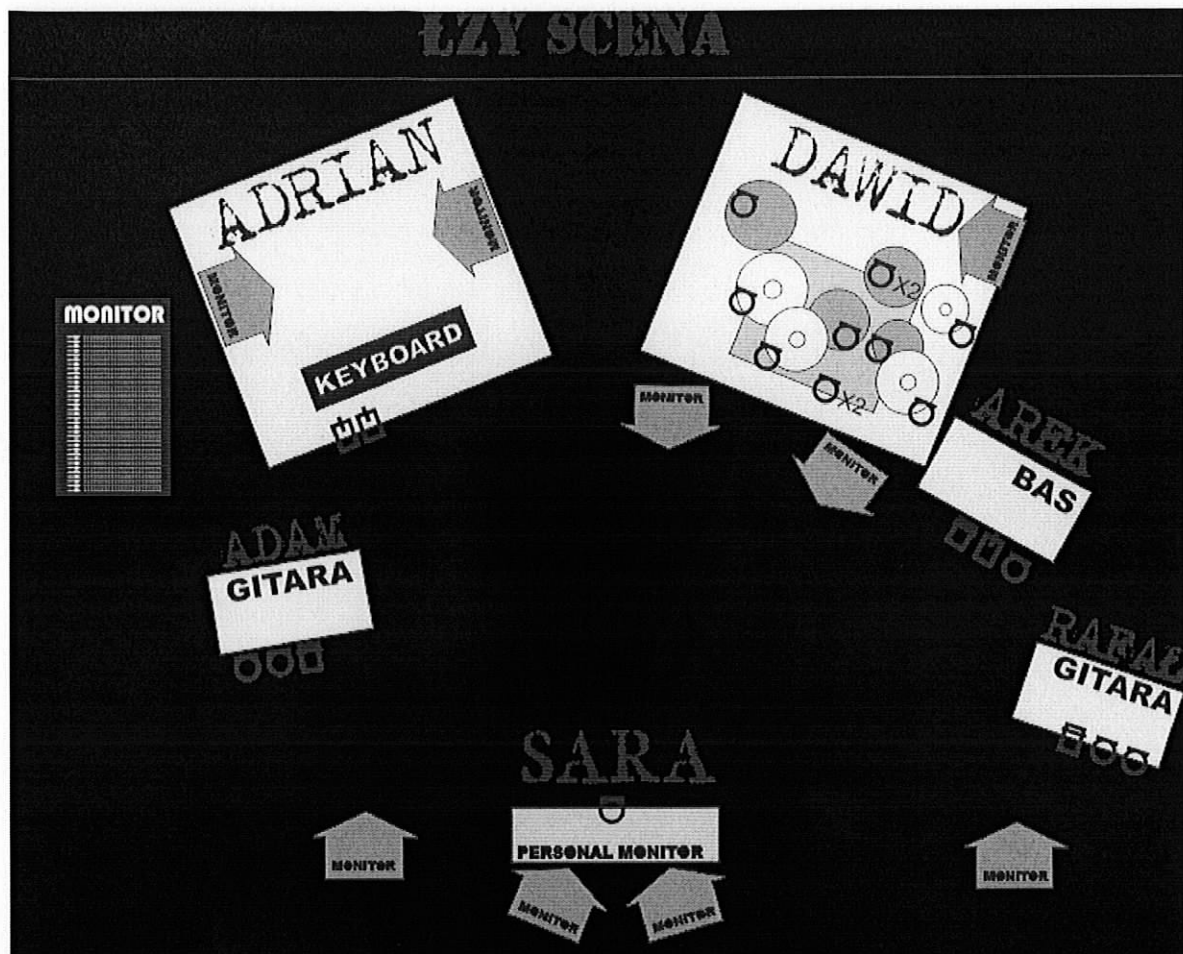 ŁZY SCENA
ADRIAN
MONITOR
MONITOR
KEYBOARD
DAWID
MONITOR
X2
X2
MONITOR
MONITOR
MONITOR
AREK
BAS
ADAM
GITARA
RAFAŁ
GITARA
SARA
PERSONAL MONITOR
MONITOR
MONITOR
MONITOR
MONITOR